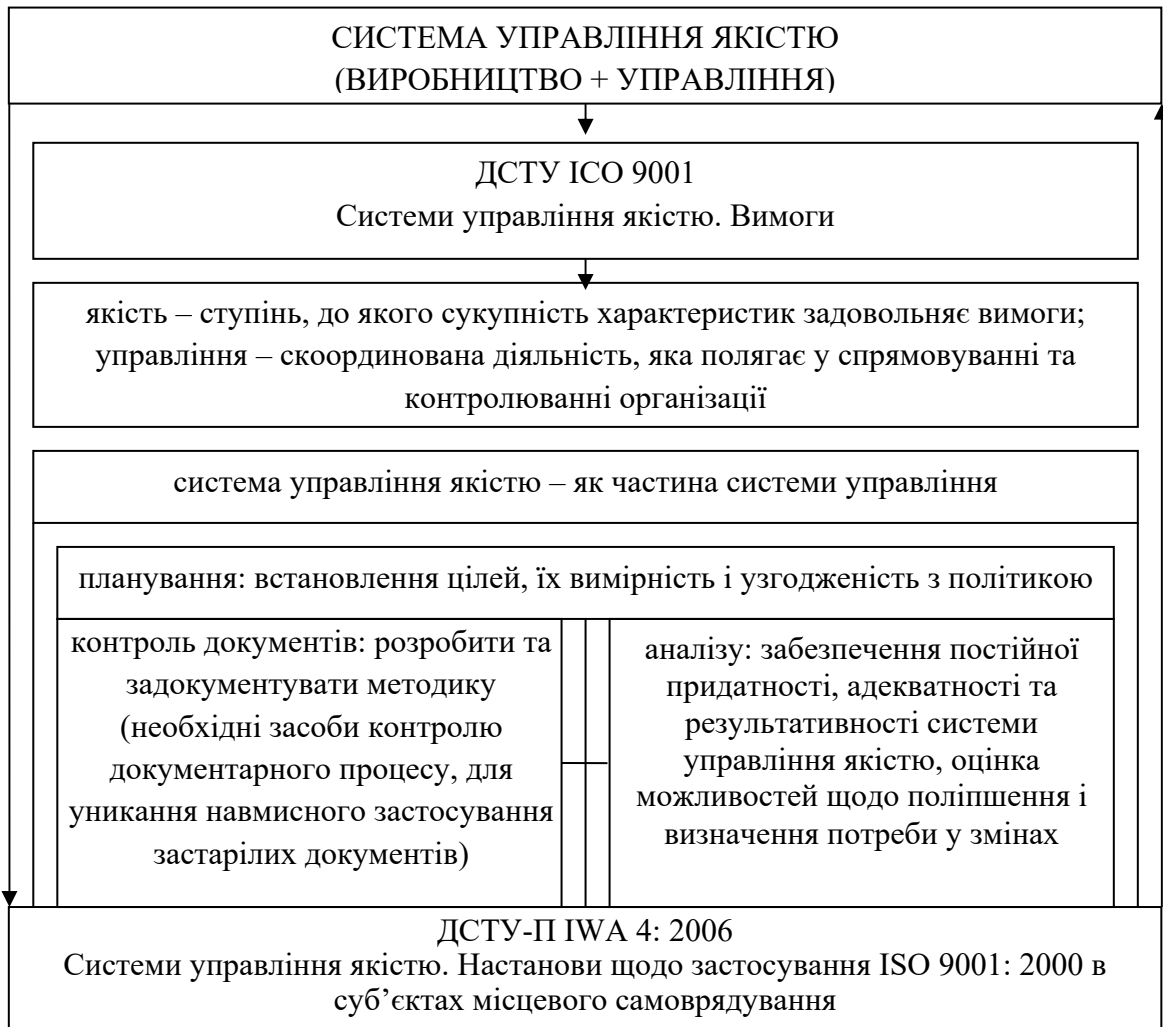 СИСТЕМА УПРАВЛІННЯ ЯКІСТЮ
(ВИРОБНИЦТВО + УПРАВЛІННЯ)
ДСТУ ІСО 9001
Системи управління якістю. Вимоги
якість – ступінь, до якого сукупність характеристик задовольняє вимоги;
управління – скоординована діяльність, яка полягає у спрямовуванні та
контролюванні організації
система управління якістю – як частина системи управління
планування: встановлення цілей, їх вимірність і узгодженість з політикою
контроль документів: розробити та
задокументувати методику
(необхідні засоби контролю
документарного процесу, для
уникання навмисного застосування
застарілих документів)
аналізу: забезпечення постійної
придатності, адекватності та
результативності системи
управління якістю, оцінка
можливостей щодо поліпшення і
визначення потреби у змінах
ДСТУ-П IWA 4: 2006
Системи управління якістю. Настанови щодо застосування ISO 9001: 2000 в
суб’єктах місцевого самоврядування